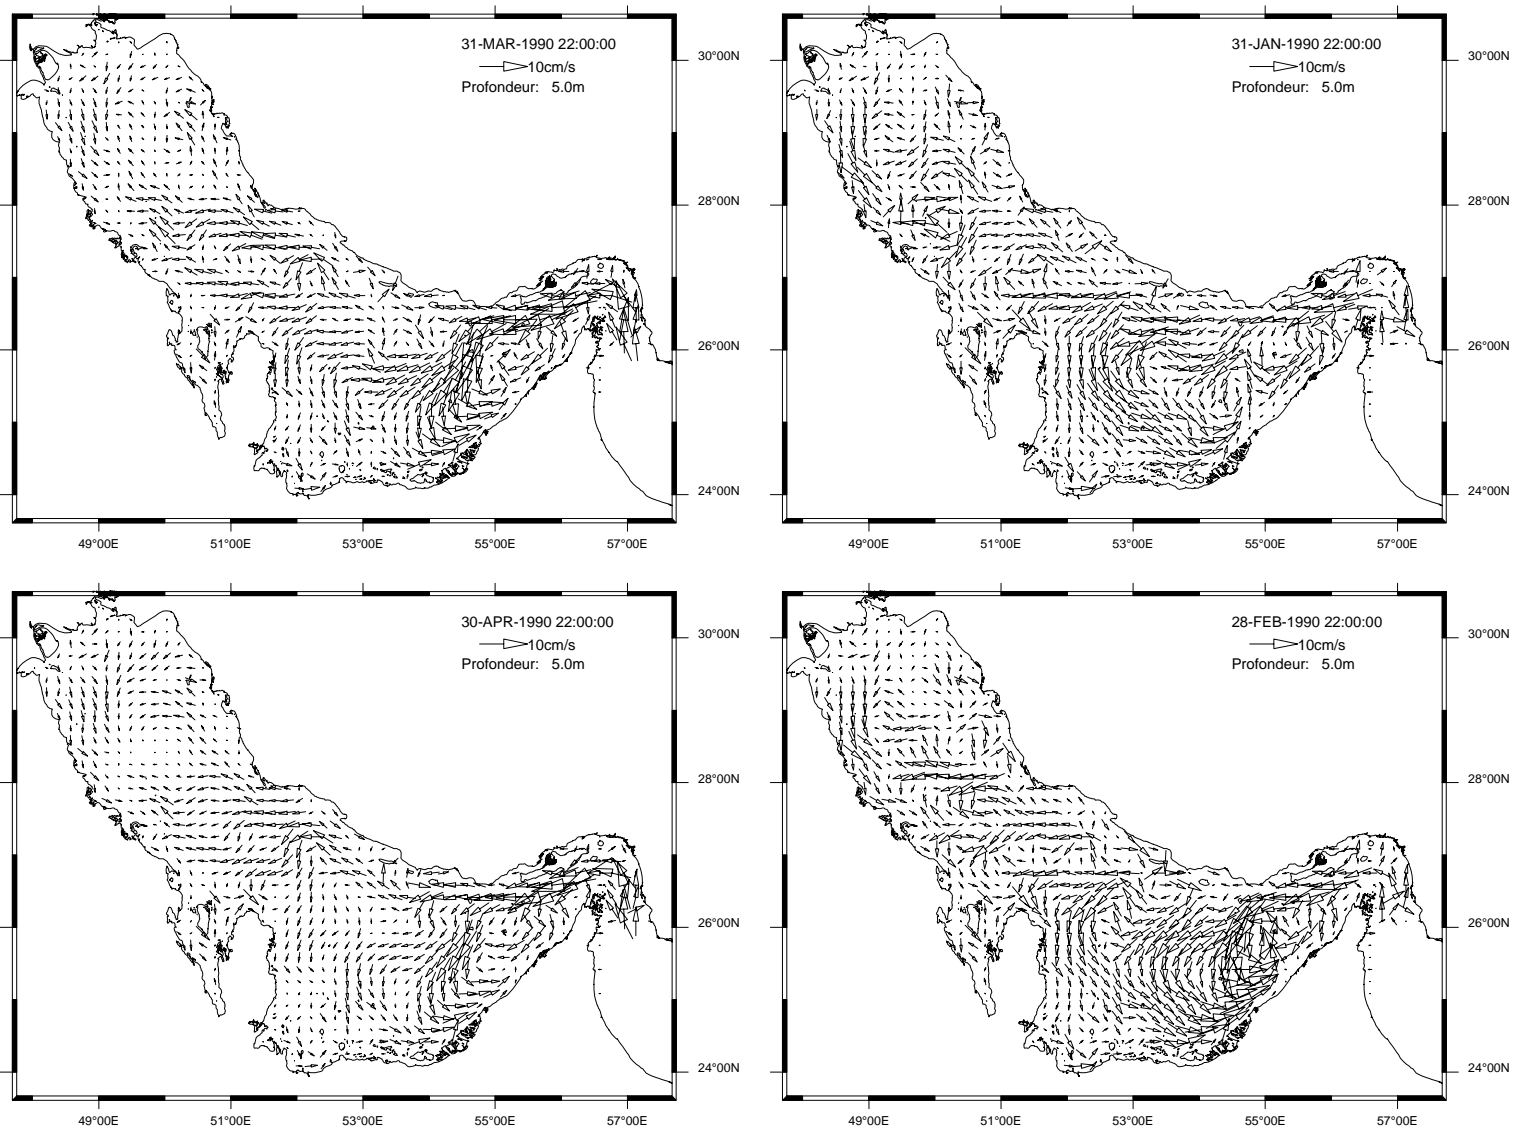 31-MAR-1990 22:00:00
10cm/s
Profondeur: 5.0m
30°00N
28°00N
26°00N
24°00N
49°00E 51°00E 53°00E 55°00E 57°00E
31-JAN-1990 22:00:00
10cm/s
Profondeur: 5.0m
30°00N
28°00N
26°00N
24°00N
49°00E 51°00E 53°00E 55°00E 57°00E
30-APR-1990 22:00:00
10cm/s
Profondeur: 5.0m
30°00N
28°00N
26°00N
24°00N
49°00E 51°00E 53°00E 55°00E 57°00E
28-FEB-1990 22:00:00
10cm/s
Profondeur: 5.0m
30°00N
28°00N
26°00N
24°00N
49°00E 51°00E 53°00E 55°00E 57°00E